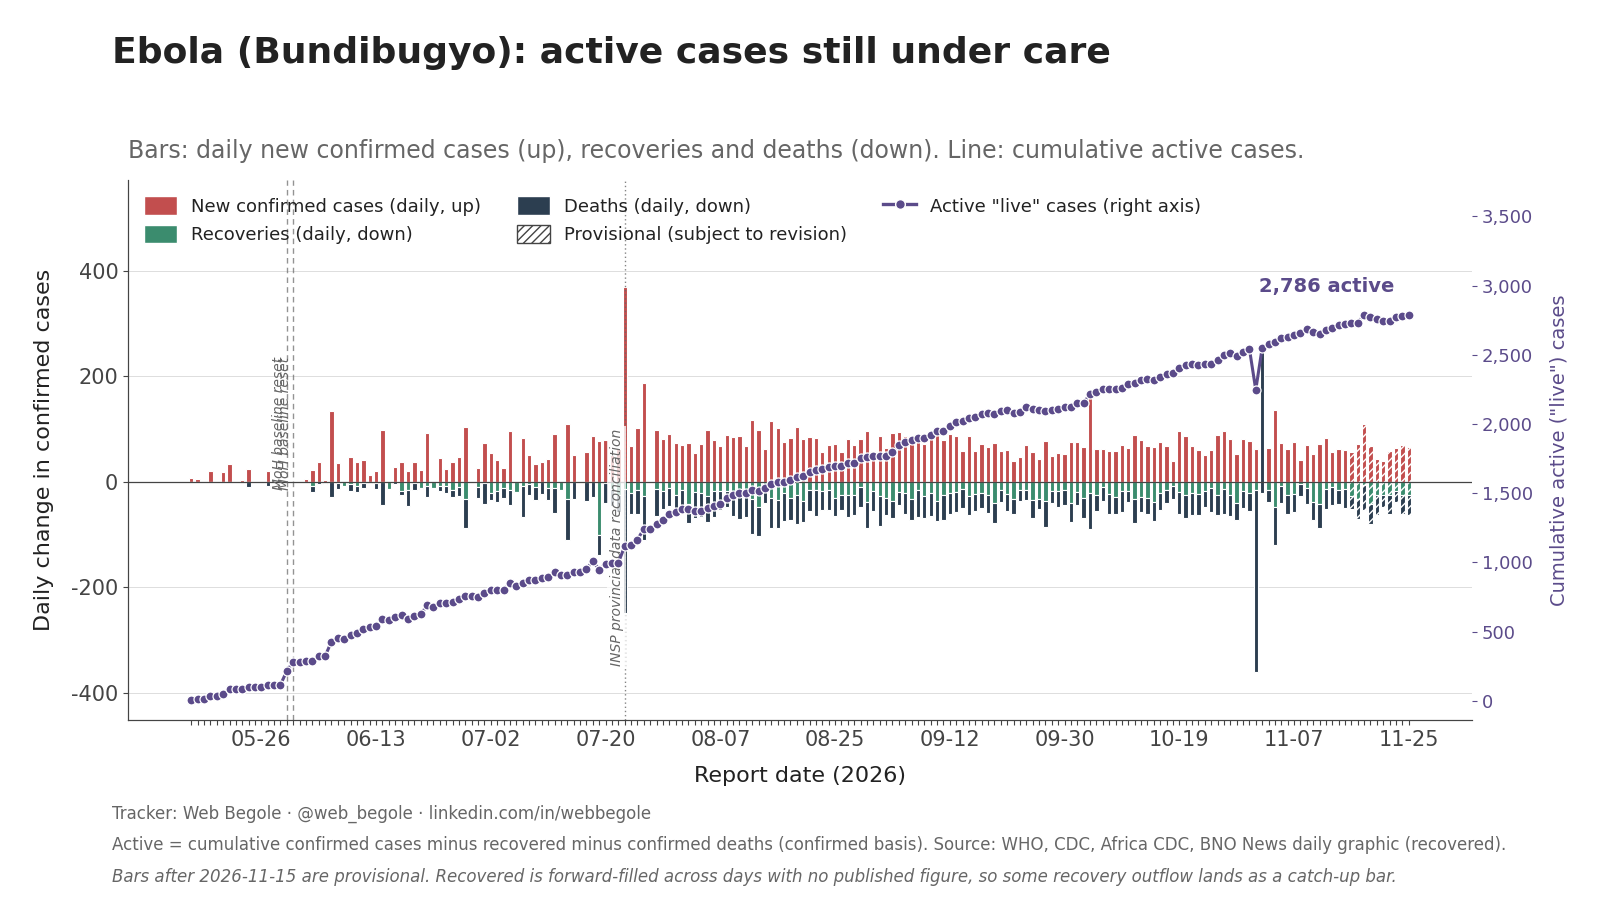 Ebola (Bundibugyo): active cases still under care
Bars: daily new confirmed cases (up), recoveries and deaths (down). Line: cumulative active cases.
New confirmed cases (daily, up)
Recoveries (daily, down)
Deaths (daily, down)
Provisional (subject to revision)
Active "live" cases (right axis)
Daily change in confirmed cases
400
200
0
-200
-400
MoH baseline reset
MoH baseline reset
INSP provincial data reconciliation
2,786 active
3,500
3,000
2,500
2,000
1,500
1,000
500
0
Cumulative active ("live") cases
05-26 06-13 07-02 07-20 08-07 08-25 09-12 09-30 10-19 11-07 11-25
Report date (2026)
Tracker: Web Begole · @web_begole · linkedin.com/in/webbegole
Active = cumulative confirmed cases minus recovered minus confirmed deaths (confirmed basis). Source: WHO, CDC, Africa CDC, BNO News daily graphic (recovered).
Bars after 2026-11-15 are provisional. Recovered is forward-filled across days with no published figure, so some recovery outflow lands as a catch-up bar.